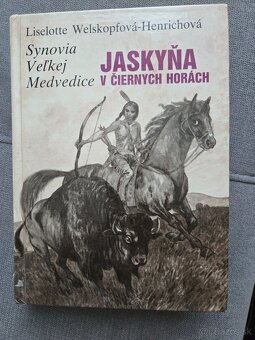 Liselotte Welskopfová-Henrichová
Synovia
Veľkej
Medvedice
JASKYŇA
V ČIERNYCH HORÁCH